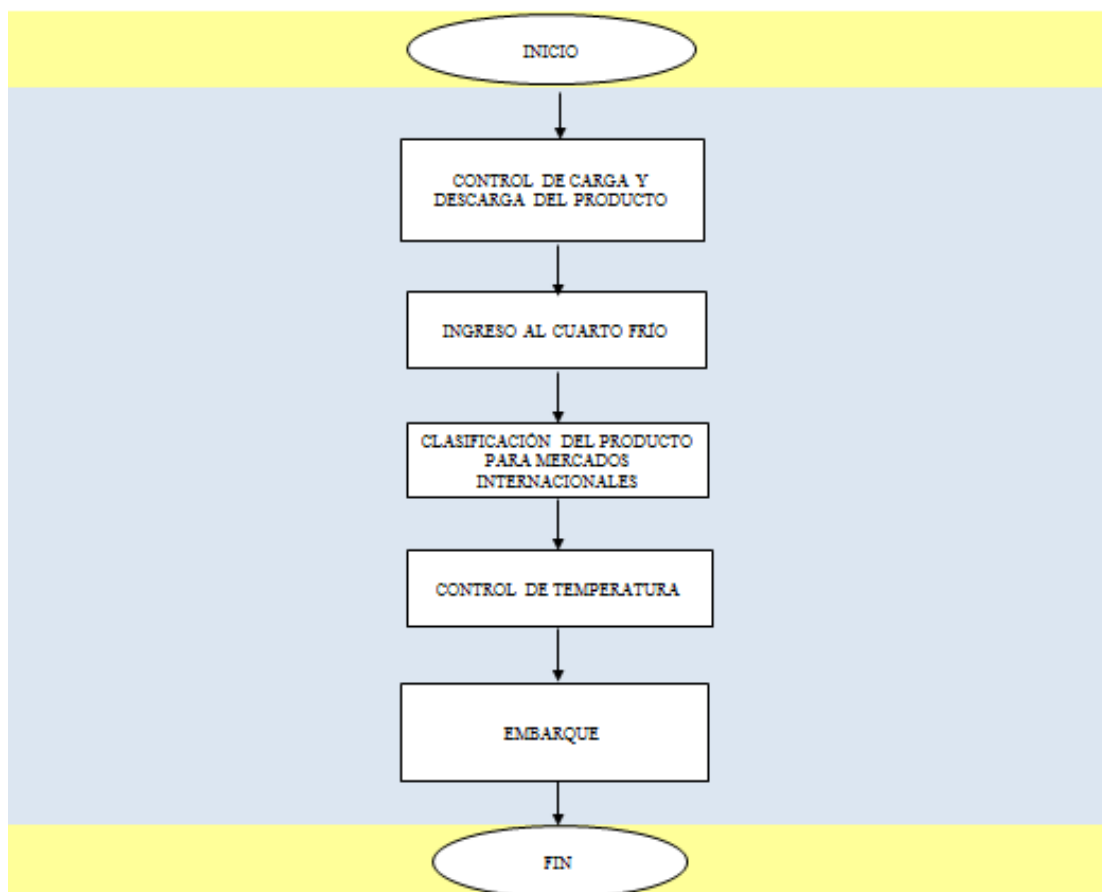 INICIO
CONTROL DE CARGA Y
DESCARGA DEL PRODUCTO
INGRESO AL CUARTO FRÍO
CLASIFICACIÓN DEL PRODUCTO
PARA MERCADOS
INTERNACIONALES
CONTROL DE TEMPERATURA
EMBARQUE
FIN